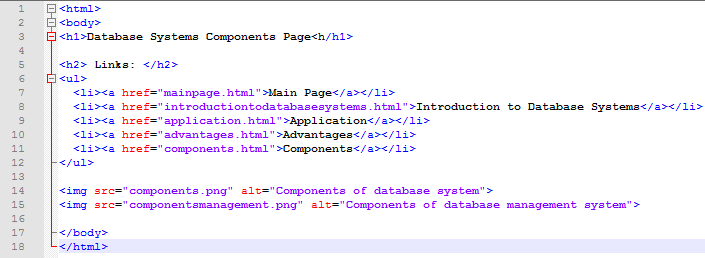 1 <html>
2 <body>
3 <h1>Database Systems Components Page<h/h1>
4
5 <h2> Links: </h2>
6 <ul>
7 <li><a href="mainpage.html">Main Page</a></li>
8 <li><a href="introductiontodatabasesystems.html">Introduction to Database Systems</a></li>
9 <li><a href="application.html">Application</a></li>
10 <li><a href="advantages.html">Advantages</a></li>
11 <li><a href="components.html">Components</a></li>
12 </ul>
13
14 <img src="components.png" alt="Components of database system">
15 <img src="componentsmanagement.png" alt="Components of database management system">
16
17 </body>
18 </html>